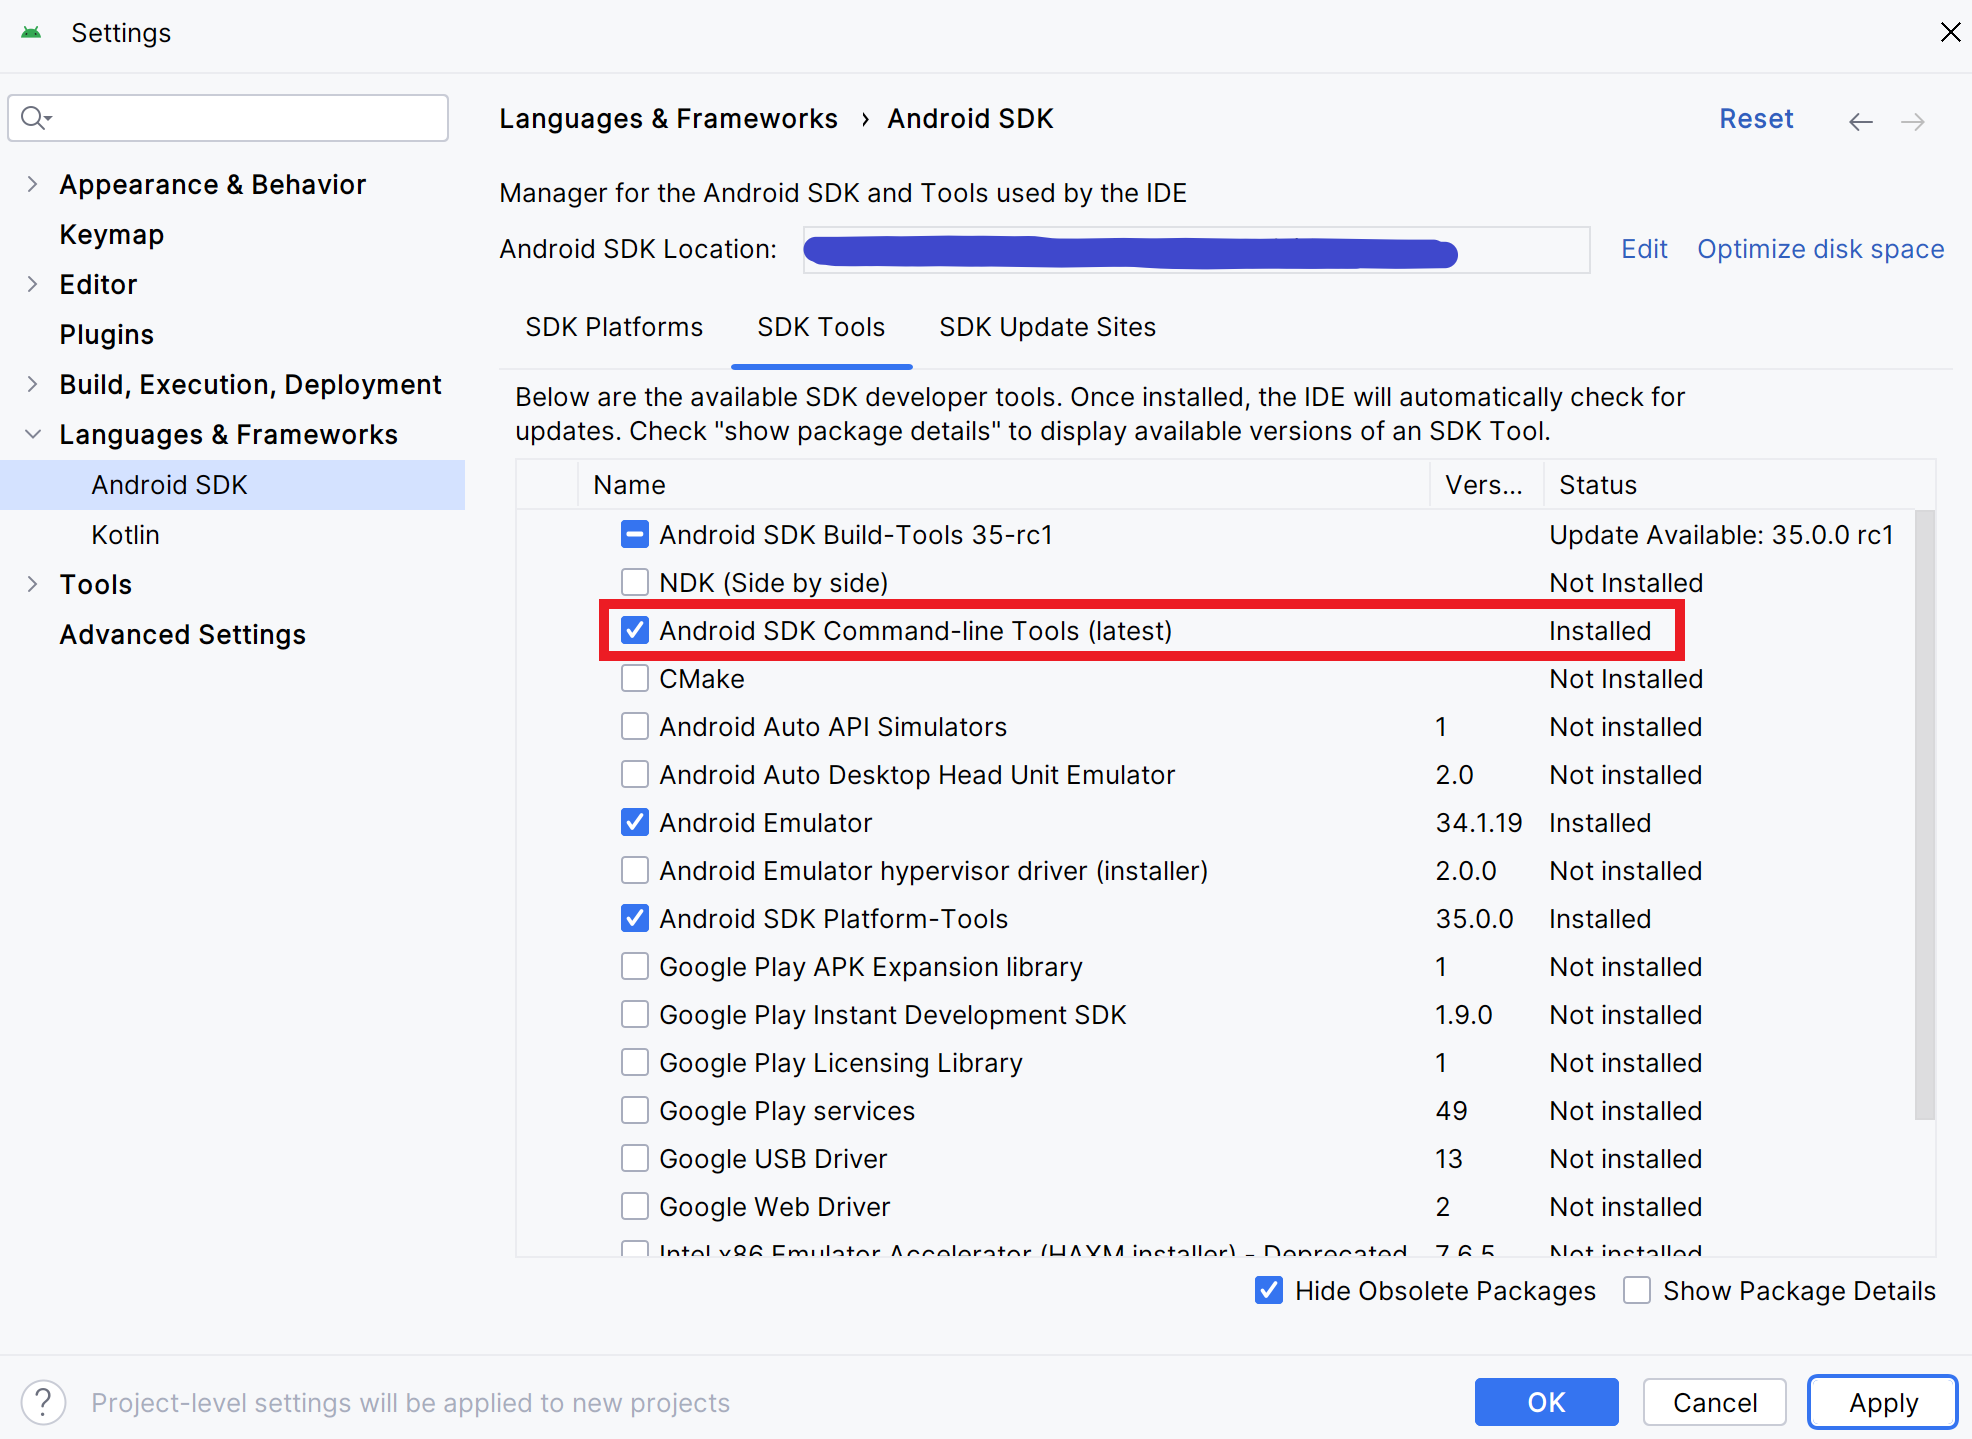 Settings
Appearance & Behavior
Keymap
Editor
Plugins
Build, Execution, Deployment
Languages & Frameworks
Android SDK
Kotlin
Tools
Advanced Settings
Languages & Frameworks › Android SDK
Reset
Manager for the Android SDK and Tools used by the IDE
Android SDK Location:
Edit Optimize disk space
SDK Platforms SDK Tools SDK Update Sites
Below are the available SDK developer tools. Once installed, the IDE will automatically check for
updates. Check "show package details" to display available versions of an SDK Tool.
Name Vers... Status
Android SDK Build-Tools 35-rc1 Update Available: 35.0.0 rc1
NDK (Side by side) Not Installed
Android SDK Command-line Tools (latest) Installed
CMake Not Installed
Android Auto API Simulators 1 Not installed
Android Auto Desktop Head Unit Emulator 2.0 Not installed
Android Emulator 34.1.19 Installed
Android Emulator hypervisor driver (installer) 2.0.0 Not installed
Android SDK Platform-Tools 35.0.0 Installed
Google Play APK Expansion library 1 Not installed
Google Play Instant Development SDK 1.9.0 Not installed
Google Play Licensing Library 1 Not installed
Google Play services 49 Not installed
Google USB Driver 13 Not installed
Google Web Driver 2 Not installed
Intel x86 Emulator Accelerator (HAXM installer) - Deprecated 7.6.5 Not installed
Hide Obsolete Packages Show Package Details
? Project-level settings will be applied to new projects
OK Cancel Apply